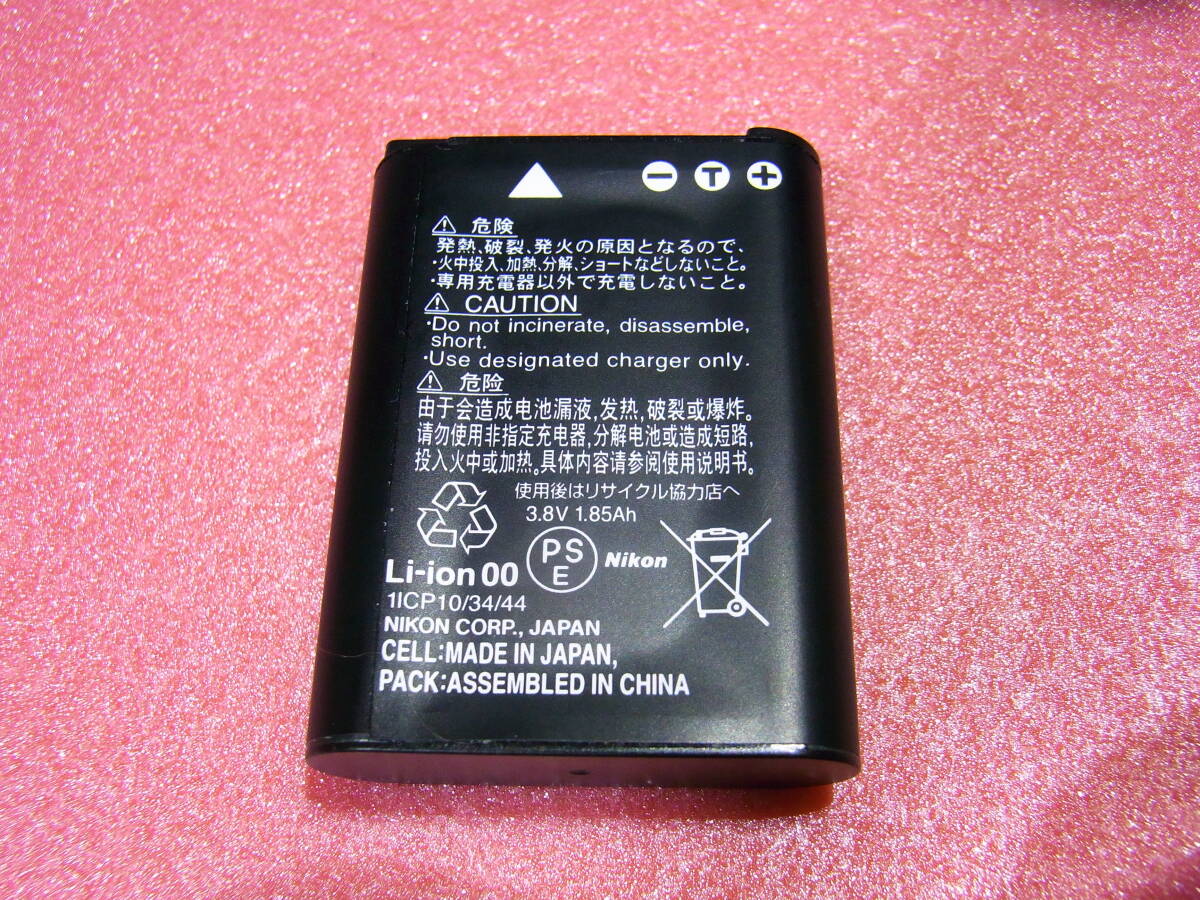 − T +
⚠ 危険
発熱、破裂、発火の原因となるので、
・火中投入、加熱、分解、ショートなどしないこと。
・専用充電器以外で充電しないこと。
⚠ CAUTION
・Do not incinerate, disassemble,
short.
・Use designated charger only.
⚠ 危险
由于会造成电池漏液,发热,破裂或爆炸。
请勿使用非指定充电器,分解电池或造成短路,
投入火中或加热。具体内容请参阅使用说明书。
使用後はリサイクル協力店へ
3.8V 1.85Ah
PS
E
Nikon
Li-ion 00
1ICP10/34/44
NIKON CORP., JAPAN
CELL:MADE IN JAPAN,
PACK:ASSEMBLED IN CHINA